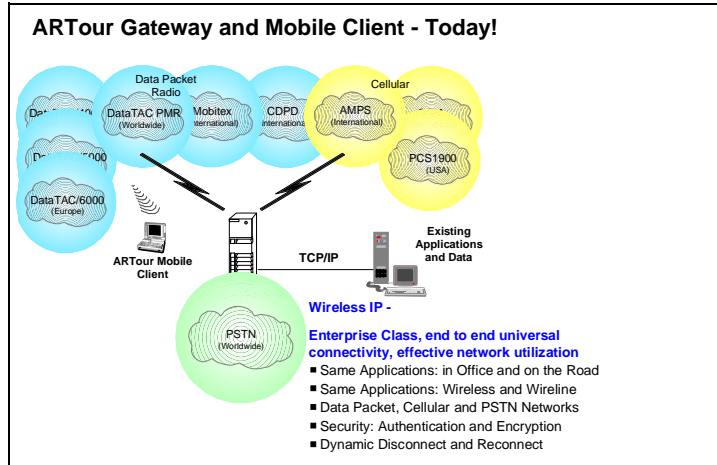 ARTour Gateway and Mobile Client - Today!
Data Packet
Radio
Cellular
DataTAC PMR
(Worldwide)
Mobitex
CDPD
AMPS
(International)
PCS1900
(USA)
DataTAC/6000
(Europe)
ARTour Mobile
Client
TCP/IP
Existing
Applications
and Data
PSTN
(Worldwide)
Wireless IP -
Enterprise Class, end to end universal
connectivity, effective network utilization
■ Same Applications: in Office and on the Road
■ Same Applications: Wireless and Wireline
■ Data Packet, Cellular and PSTN Networks
■ Security: Authentication and Encryption
■ Dynamic Disconnect and Reconnect